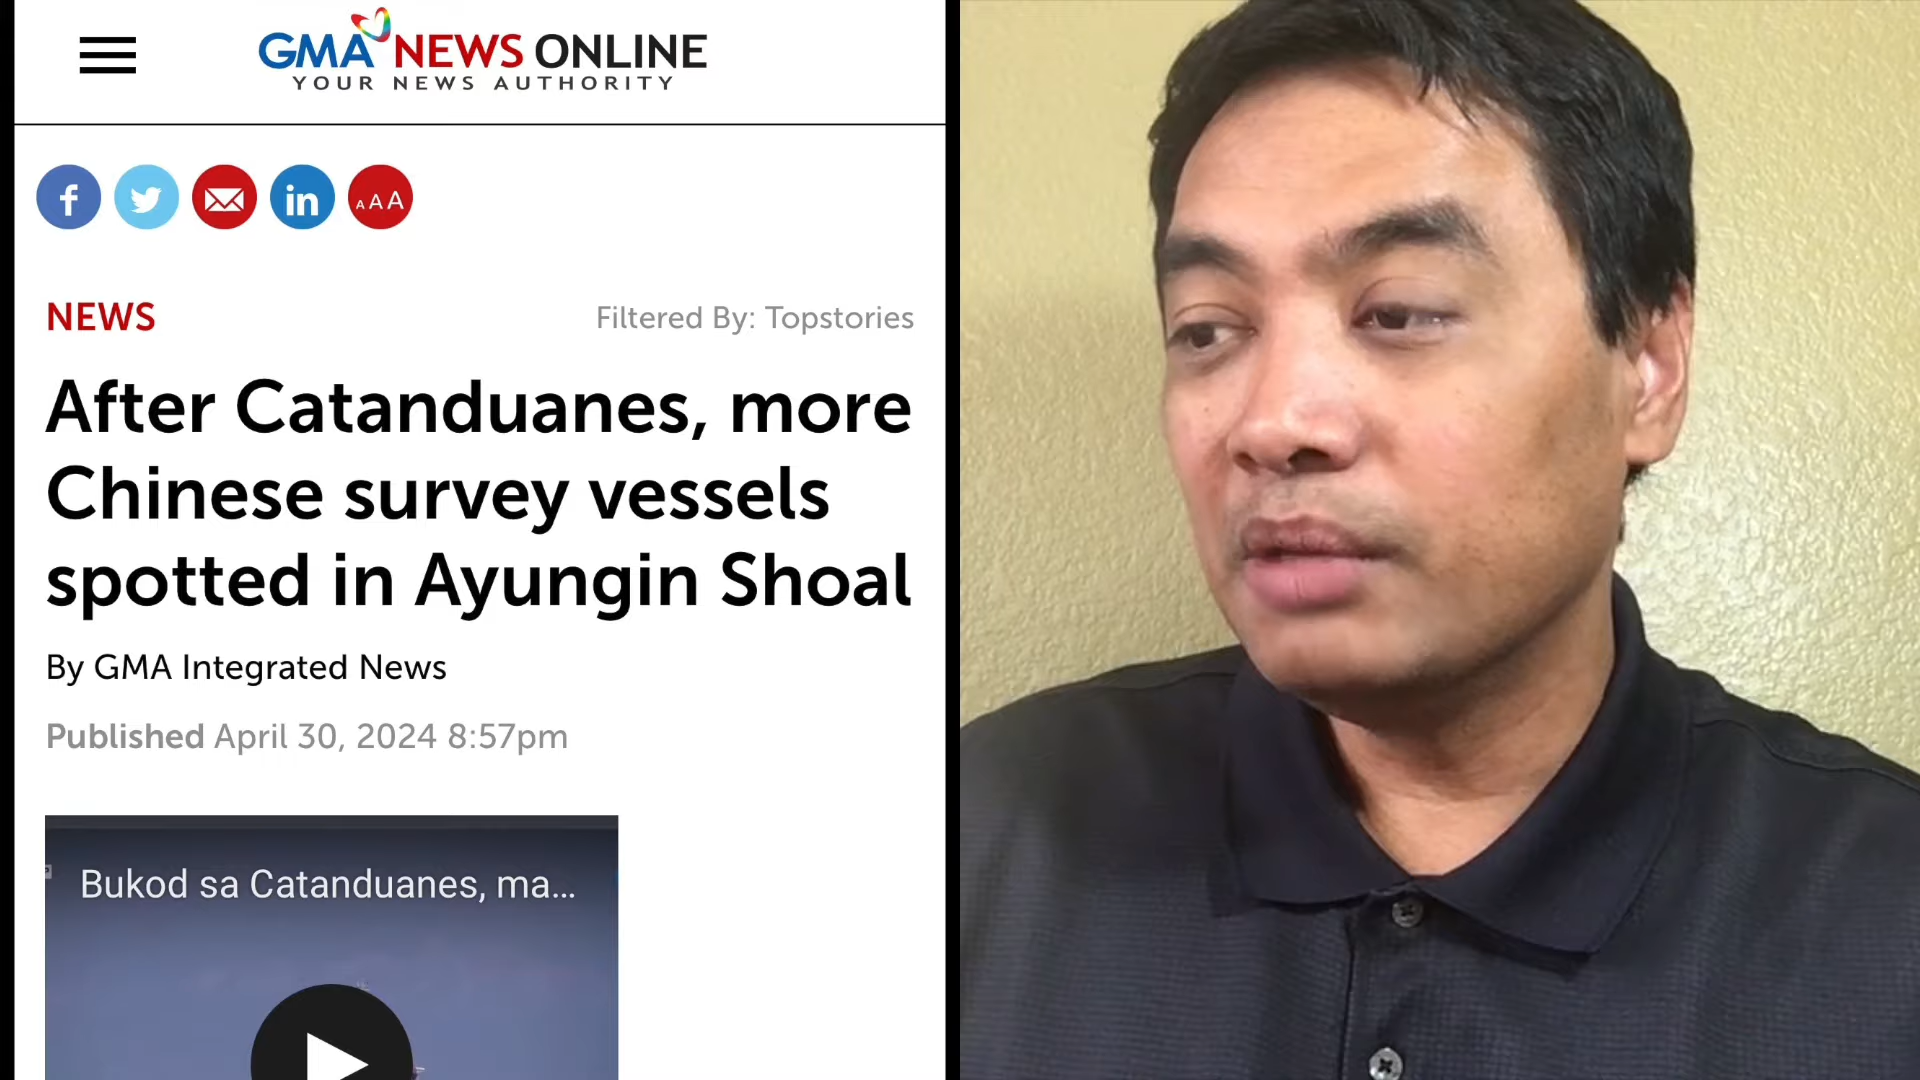 GMA NEWS ONLINE
YOUR NEWS AUTHORITY
f
in
AAA
NEWS
Filtered By: Topstories
After Catanduanes, more
Chinese survey vessels
spotted in Ayungin Shoal
By GMA Integrated News
Published April 30, 2024 8:57pm
Bukod sa Catanduanes, ma...